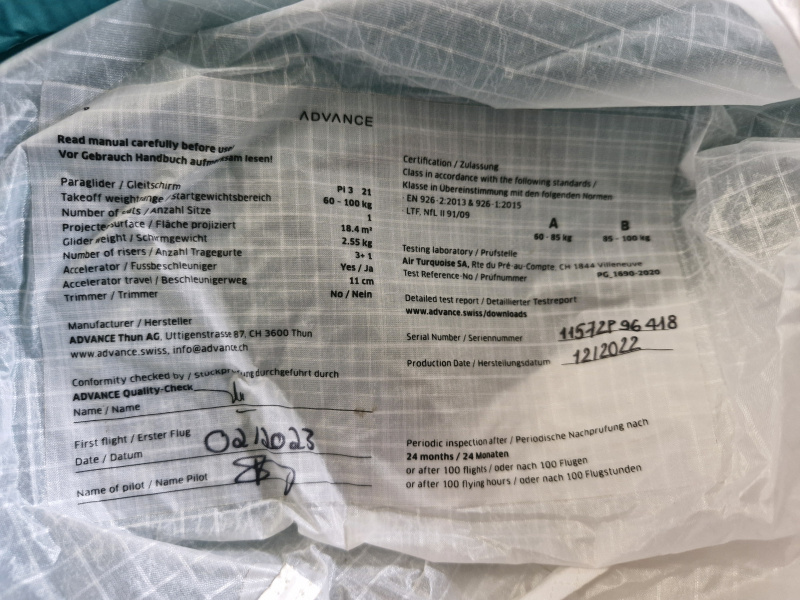 ADVANCE
Read manual carefully before use
Vor Gebrauch Handbuch aufmerksam lesen!
Paraglider / Gleitschirm PI 3 21
Takeoff weight range / Startgewichtsbereich 60 - 100 kg
Number of seats / Anzahl Sitze 1
Projected surface / Fläche projiziert 18.4 m²
Glider weight / Schirmgewicht 2.55 kg
Number of risers / Anzahl Tragegurte 3+ 1
Accelerator / Fussbeschleuniger Yes / Ja
Accelerator travel / Beschleunigerweg 11 cm
Trimmer / Trimmer No / Nein
Manufacturer / Hersteller
ADVANCE Thun AG, Uttigenstrasse 87, CH 3600 Thun
www.advance.swiss, info@advance.ch
Conformity checked by / Stückprüfung durchgeführt durch
ADVANCE Quality-Check
Name / Name
First flight / Erster Flug
Date / Datum 02/2023
Name of pilot / Name Pilot
Certification / Zulassung
Class in accordance with the following standards /
Klasse in Übereinstimmung mit den folgenden Normen
EN 926-2:2013 & 926-1:2015
LTF, NfL II 91/09
A B
60 - 85 kg 85 - 100 kg
Testing laboratory / Prüfstelle
Air Turquoise SA, Rte du Pré-au-Compte, CH 1844 Villeneuve
Test Reference-No / Prüfnummer PG_1690-2020
Detailed test report / Detaillierter Testreport
www.advance.swiss/downloads
Serial Number / Seriennummer 11572P96418
Production Date / Herstellungsdatum 12/2022
Periodic inspection after / Periodische Nachprüfung nach
24 months / 24 Monaten
or after 100 flights / oder nach 100 Flügen
or after 100 flying hours / oder nach 100 Flugstunden